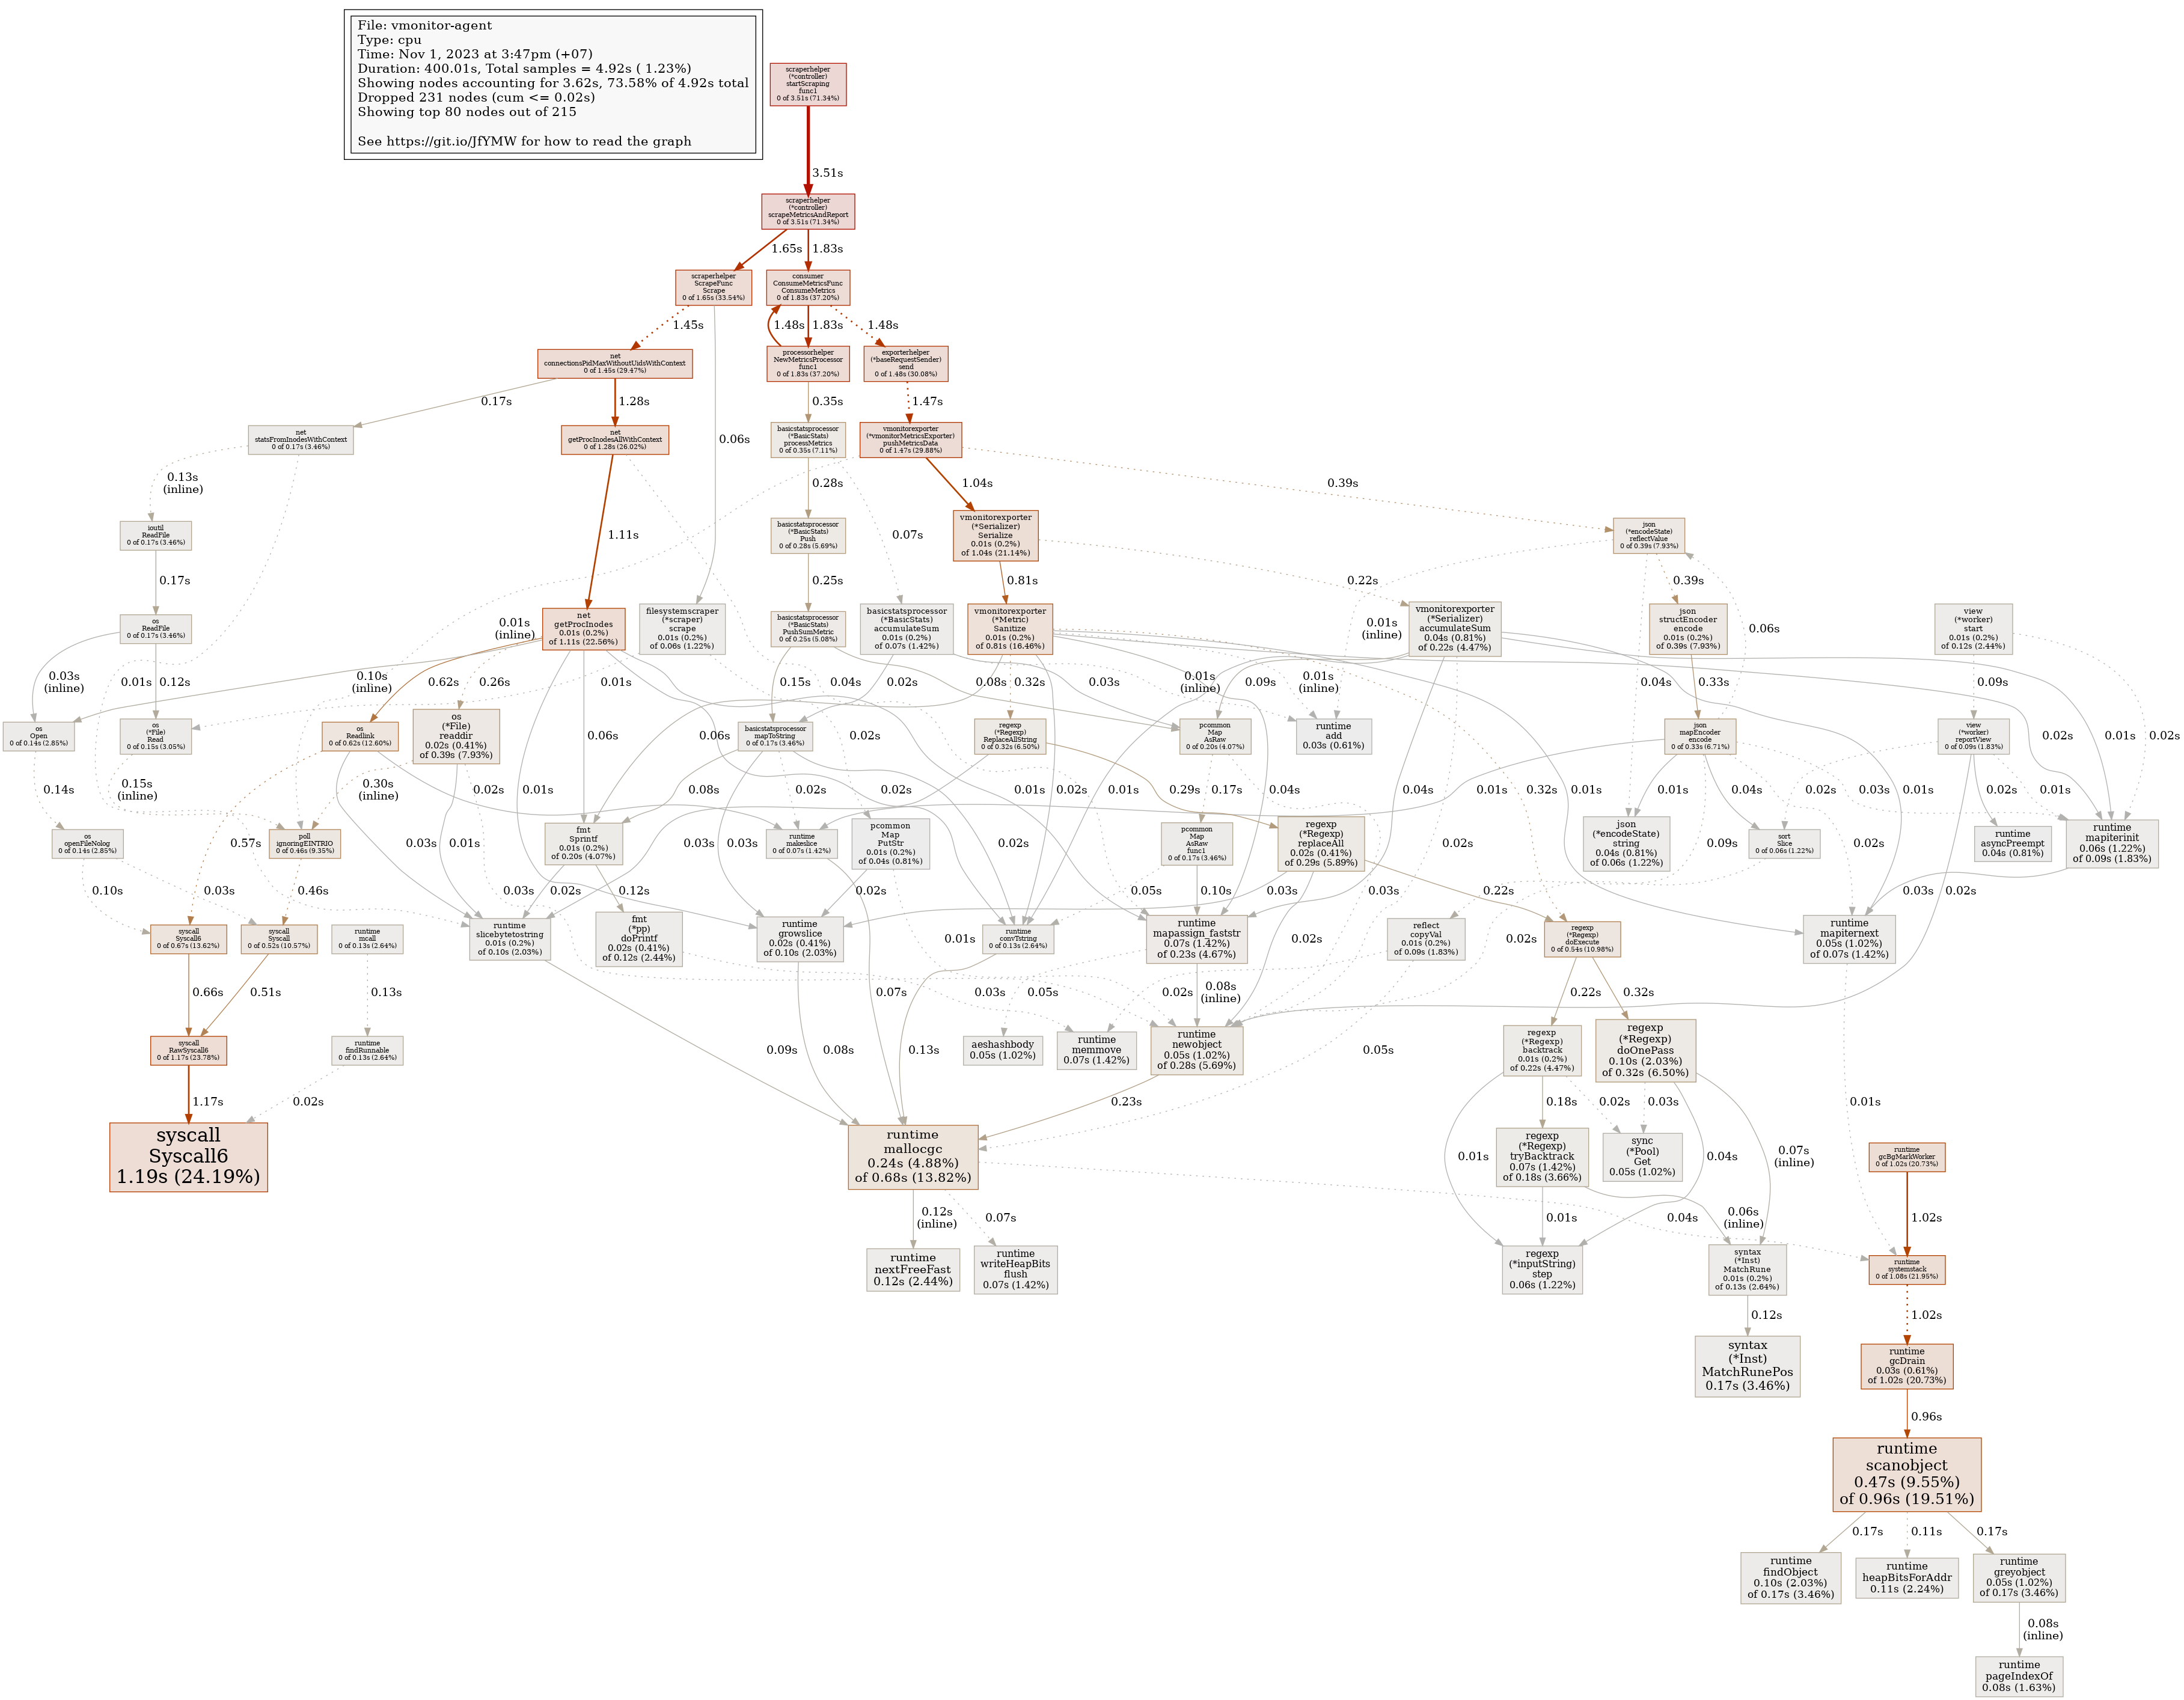 File: vmonitor-agent
Type: cpu
Time: Nov 1, 2023 at 3:47pm (+07)
Duration: 400.01s, Total samples = 4.92s ( 1.23%)
Showing nodes accounting for 3.62s, 73.58% of 4.92s total
Dropped 231 nodes (cum <= 0.02s)
Showing top 80 nodes out of 215
See https://git.io/JfYMW for how to read the graph
scraperhelper
(*controller)
startScraping
func1
0 of 3.51s (71.34%)
3.51s
scraperhelper
(*controller)
scrapeMetricsAndReport
0 of 3.51s (71.34%)
1.65s
1.83s
scraperhelper
ScrapeFunc
Scrape
0 of 1.65s (33.54%)
consumer
ConsumeMetricsFunc
ConsumeMetrics
0 of 1.83s (37.20%)
1.45s
1.48s
1.83s
1.48s
net
connectionsPidMaxWithoutUidsWithContext
0 of 1.45s (29.47%)
processorhelper
NewMetricsProcessor
func1
0 of 1.83s (37.20%)
exporterhelper
(*baseRequestSender)
send
0 of 1.48s (30.08%)
0.17s
1.28s
0.06s
0.35s
1.47s
net
statsFromInodesWithContext
0 of 0.17s (3.46%)
net
getProcInodesAllWithContext
0 of 1.28s (26.02%)
basicstatsprocessor
(*BasicStats)
processMetrics
0 of 0.35s (7.11%)
vmonitorexporter
(*vmonitorMetricsExporter)
pushMetricsData
0 of 1.47s (29.88%)
0.13s
(inline)
1.11s
0.28s
0.07s
1.04s
0.39s
ioutil
ReadFile
0 of 0.17s (3.46%)
basicstatsprocessor
(*BasicStats)
Push
0 of 0.28s (5.69%)
vmonitorexporter
(*Serializer)
Serialize
0.01s (0.2%)
of 1.04s (21.14%)
json
(*encodeState)
reflectValue
0 of 0.39s (7.93%)
0.17s
0.01s
(inline)
0.25s
0.81s
0.22s
0.01s
(inline)
0.39s
0.06s
os
ReadFile
0 of 0.17s (3.46%)
net
getProcInodes
0.01s (0.2%)
of 1.11s (22.56%)
filesystemscraper
(*scraper)
scrape
0.01s (0.2%)
of 0.06s (1.22%)
basicstatsprocessor
(*BasicStats)
PushSumMetric
0 of 0.25s (5.08%)
basicstatsprocessor
(*BasicStats)
accumulateSum
0.01s (0.2%)
of 0.07s (1.42%)
vmonitorexporter
(*Metric)
Sanitize
0.01s (0.2%)
of 0.81s (16.46%)
vmonitorexporter
(*Serializer)
accumulateSum
0.04s (0.81%)
of 0.22s (4.47%)
json
structEncoder
encode
0.01s (0.2%)
of 0.39s (7.93%)
view
(*worker)
start
0.01s (0.2%)
of 0.12s (2.44%)
0.03s
(inline)
0.01s
0.12s
0.10s
(inline)
0.62s
0.26s
0.01s
0.04s
0.15s
0.02s
0.08s
0.32s
0.03s
0.01s
(inline)
0.01s
(inline)
0.09s
0.04s
0.33s
0.09s
0.02s
0.01s
0.02s
os
Open
0 of 0.14s (2.85%)
os
(*File)
Read
0 of 0.15s (3.05%)
os
Readlink
0 of 0.62s (12.60%)
os
(*File)
readdir
0.02s (0.41%)
of 0.39s (7.93%)
basicstatsprocessor
mapToString
0 of 0.17s (3.46%)
regexp
(*Regexp)
ReplaceAllString
0 of 0.32s (6.50%)
pcommon
Map
AsRaw
0 of 0.20s (4.07%)
runtime
add
0.03s (0.61%)
json
mapEncoder
encode
0 of 0.33s (6.71%)
view
(*worker)
reportView
0 of 0.09s (1.83%)
0.06s
0.06s
0.02s
0.14s
0.15s
(inline)
0.30s
(inline)
0.02s
0.01s
0.08s
0.02s
0.02s
0.01s
0.02s
0.29s
0.01s
0.17s
0.04s
0.04s
0.32s
0.01s
0.01s
0.04s
0.03s
0.01s
0.02s
0.02s
0.01s
os
openFileNolog
0 of 0.14s (2.85%)
poll
ignoringEINTRIO
0 of 0.46s (9.35%)
fmt
Sprintf
0.01s (0.2%)
of 0.20s (4.07%)
runtime
makeslice
0 of 0.07s (1.42%)
pcommon
Map
PutStr
0.01s (0.2%)
of 0.04s (0.81%)
pcommon
Map
AsRaw
func1
0 of 0.17s (3.46%)
regexp
(*Regexp)
replaceAll
0.02s (0.41%)
of 0.29s (5.89%)
json
(*encodeState)
string
0.04s (0.81%)
of 0.06s (1.22%)
sort
Slice
0 of 0.06s (1.22%)
runtime
asyncPreempt
0.04s (0.81%)
runtime
mapiterinit
0.06s (1.22%)
of 0.09s (1.83%)
0.57s
0.03s
0.01s
0.03s
0.03s
0.02s
0.02s
0.09s
0.02s
0.10s
0.03s
0.46s
0.03s
0.02s
0.12s
0.02s
0.01s
0.05s
0.10s
0.03s
0.03s
0.22s
0.02s
0.02s
0.03s
0.02s
syscall
Syscall6
0 of 0.67s (13.62%)
syscall
Syscall
0 of 0.52s (10.57%)
runtime
mcall
0 of 0.13s (2.64%)
runtime
slicebytetostring
0.01s (0.2%)
of 0.10s (2.03%)
fmt
(*pp)
doPrintf
0.02s (0.41%)
of 0.12s (2.44%)
runtime
growslice
0.02s (0.41%)
of 0.10s (2.03%)
runtime
convTstring
0 of 0.13s (2.64%)
runtime
mapassign_faststr
0.07s (1.42%)
of 0.23s (4.67%)
reflect
copyVal
0.01s (0.2%)
of 0.09s (1.83%)
regexp
(*Regexp)
doExecute
0 of 0.54s (10.98%)
runtime
mapiternext
0.05s (1.02%)
of 0.07s (1.42%)
0.66s
0.51s
0.13s
0.07s
0.03s
0.05s
0.02s
0.08s
(inline)
0.22s
0.32s
syscall
RawSyscall6
0 of 1.17s (23.78%)
runtime
findRunnable
0 of 0.13s (2.64%)
0.09s
0.08s
0.13s
aeshashbody
0.05s (1.02%)
runtime
memmove
0.07s (1.42%)
runtime
newobject
0.05s (1.02%)
of 0.28s (5.69%)
0.05s
regexp
(*Regexp)
backtrack
0.01s (0.2%)
of 0.22s (4.47%)
regexp
(*Regexp)
doOnePass
0.10s (2.03%)
of 0.32s (6.50%)
1.17s
0.02s
0.23s
0.18s
0.02s
0.03s
0.01s
syscall
Syscall6
1.19s (24.19%)
runtime
mallocgc
0.24s (4.88%)
of 0.68s (13.82%)
0.01s
regexp
(*Regexp)
tryBacktrack
0.07s (1.42%)
of 0.18s (3.66%)
sync
(*Pool)
Get
0.05s (1.02%)
0.04s
0.07s
(inline)
runtime
gcBgMarkWorker
0 of 1.02s (20.73%)
0.12s
(inline)
0.07s
0.04s
0.01s
0.06s
(inline)
1.02s
runtime
nextFreeFast
0.12s (2.44%)
runtime
writeHeapBits
flush
0.07s (1.42%)
regexp
(*inputString)
step
0.06s (1.22%)
syntax
(*Inst)
MatchRune
0.01s (0.2%)
of 0.13s (2.64%)
runtime
systemstack
0 of 1.08s (21.95%)
0.12s
1.02s
syntax
(*Inst)
MatchRunePos
0.17s (3.46%)
runtime
gcDrain
0.03s (0.61%)
of 1.02s (20.73%)
0.96s
runtime
scanobject
0.47s (9.55%)
of 0.96s (19.51%)
0.17s
0.11s
0.17s
runtime
findObject
0.10s (2.03%)
of 0.17s (3.46%)
runtime
heapBitsForAddr
0.11s (2.24%)
runtime
greyobject
0.05s (1.02%)
of 0.17s (3.46%)
0.08s
(inline)
runtime
pageIndexOf
0.08s (1.63%)